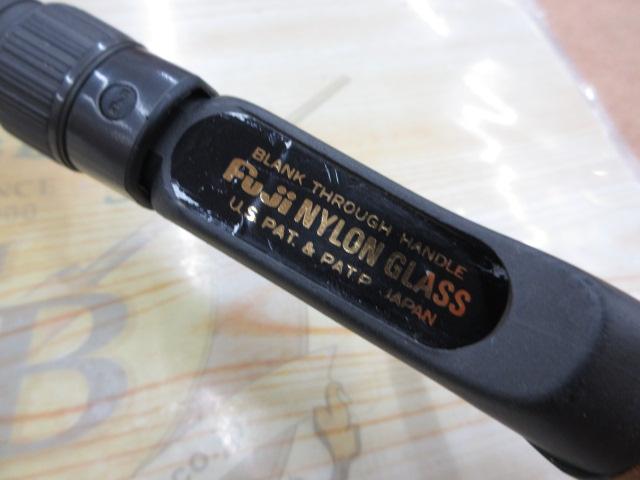 BLANK THROUGH HANDLE
Fuji NYLON GLASS
U.S. PAT. & PAT.P. JAPAN